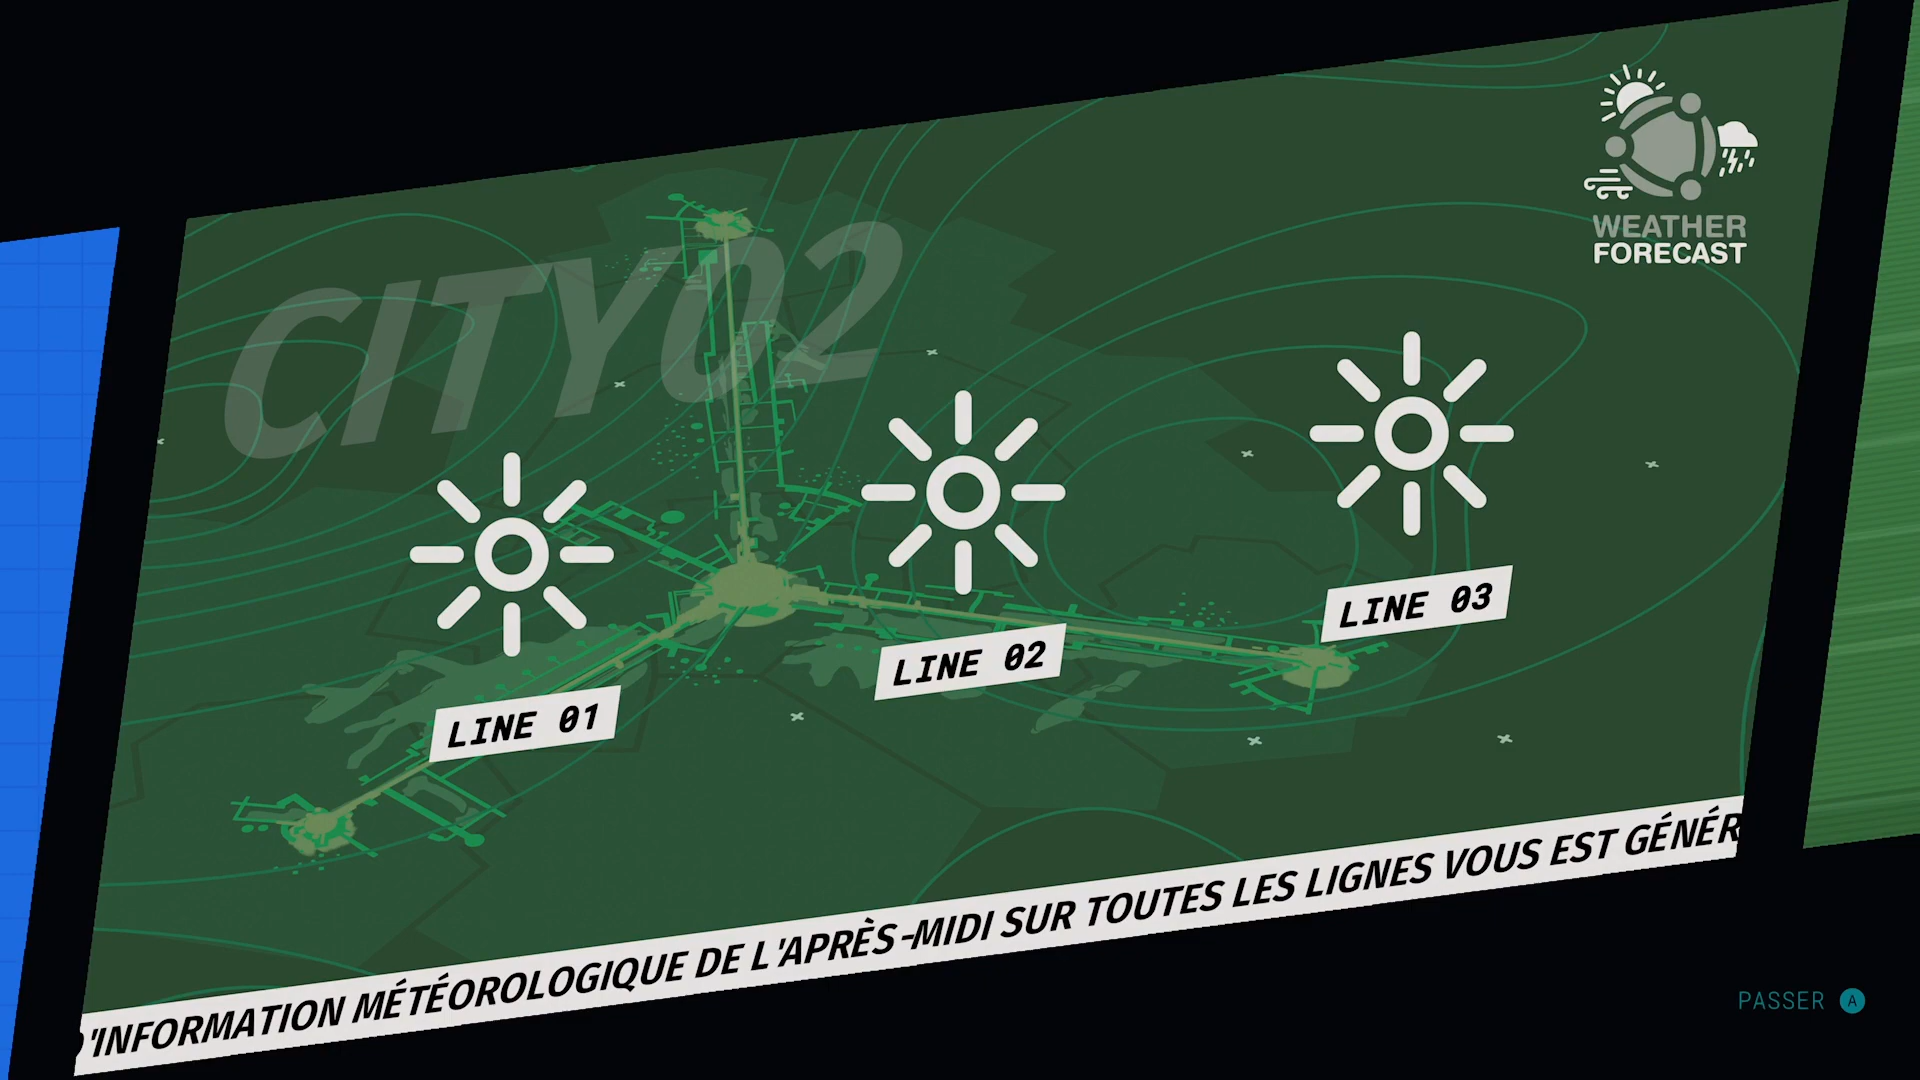 CITY02
WEATHER
FORECAST
LINE 03
LINE 02
LINE 01
D'INFORMATION MÉTÉOROLOGIQUE DE L'APRÈS-MIDI SUR TOUTES LES LIGNES VOUS EST GÉNÉR
PASSER A